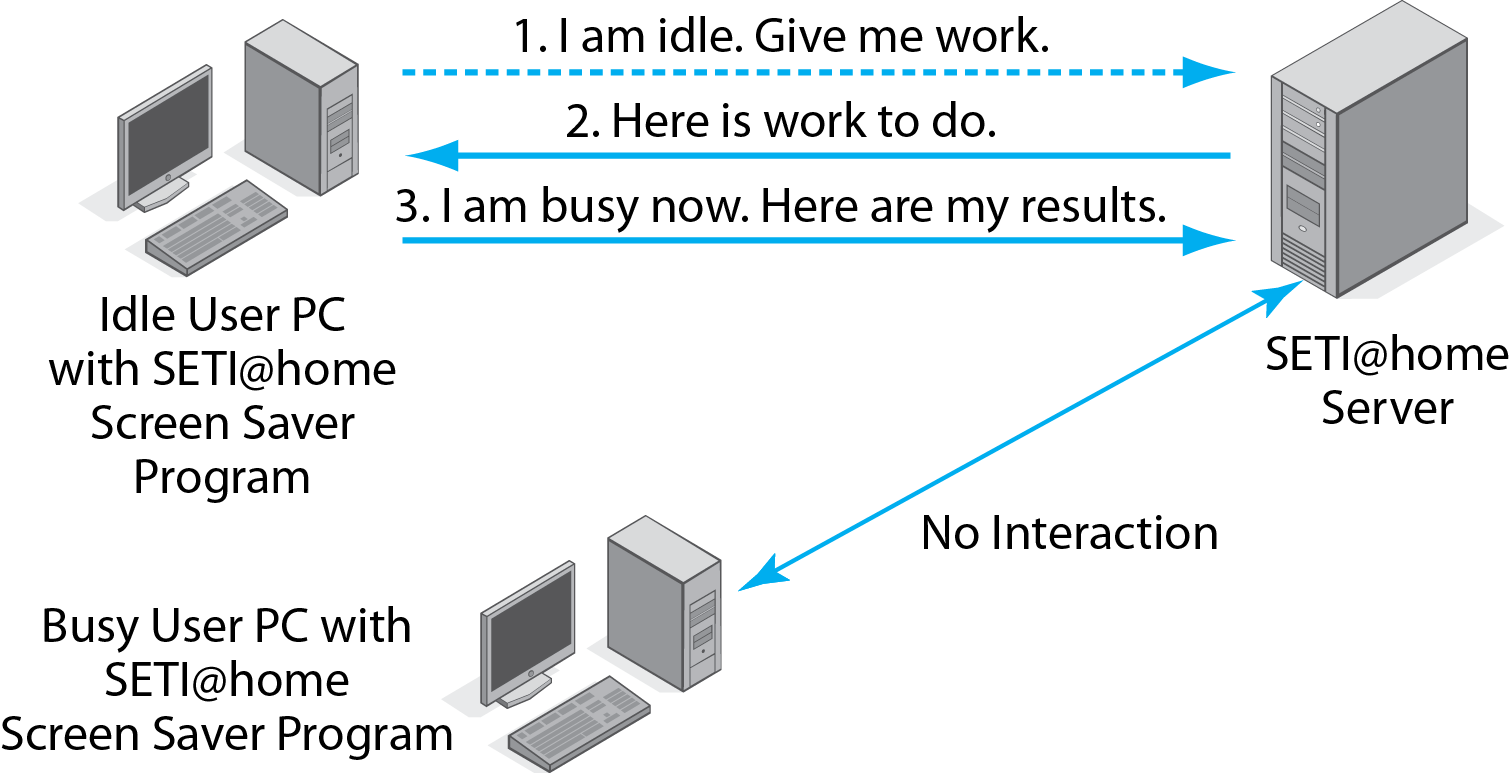 1. I am idle. Give me work.
2. Here is work to do.
3. I am busy now. Here are my results.
Idle User PC
with SETI@home
Screen Saver
Program
SETI@home
Server
No Interaction
Busy User PC with
SETI@home
Screen Saver Program